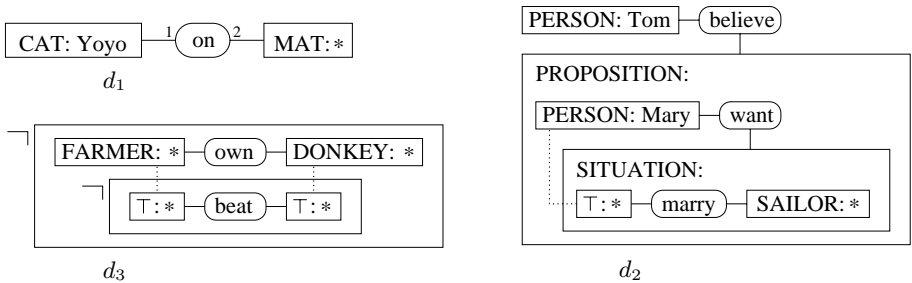 CAT: Yoyo 1 on 2 MAT: *
d1
¬ FARMER: * own DONKEY: *
¬ ⊤: * beat ⊤: *
d3
PERSON: Tom believe
PROPOSITION:
PERSON: Mary want
SITUATION:
⊤: * marry SAILOR: *
d2